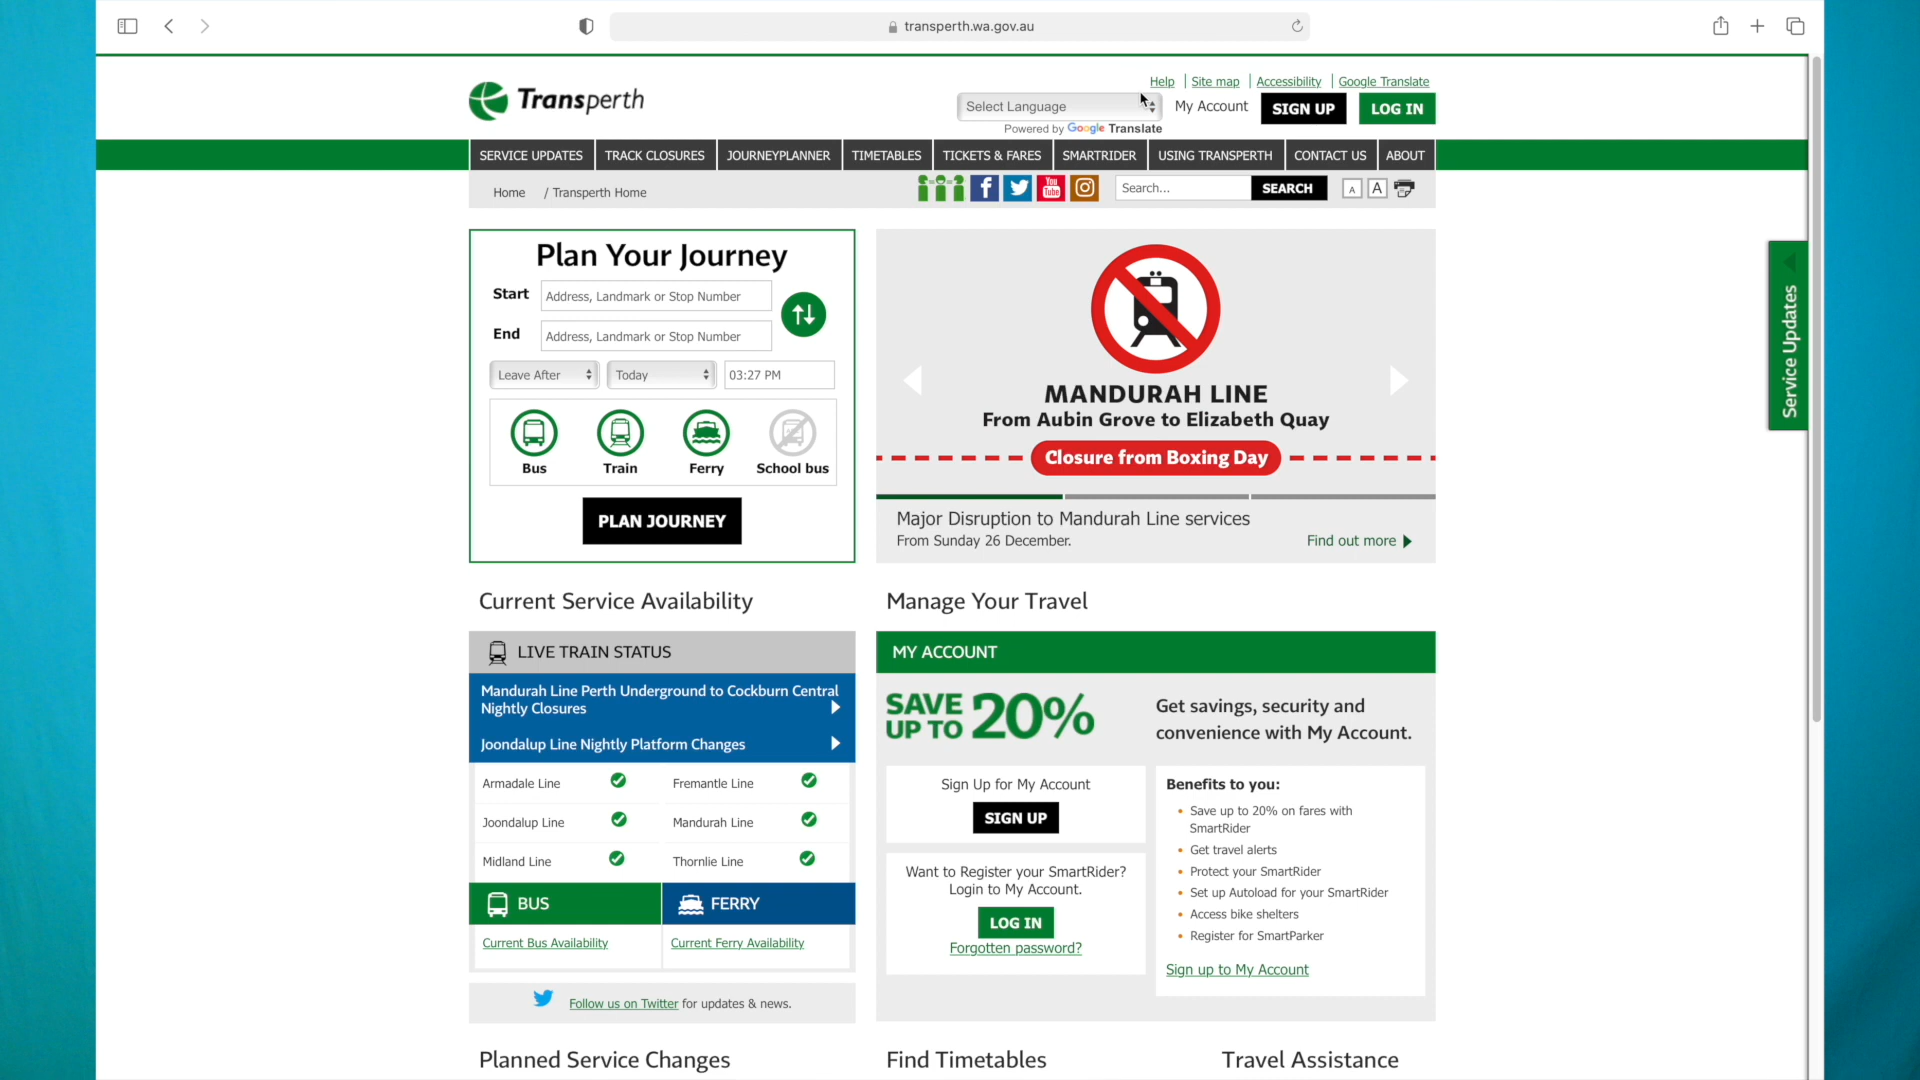 transperth.wa.gov.au
Transperth
Help
Site map
Accessibility
Google Translate
Select Language
My Account
SIGN UP
LOG IN
Powered by Google Translate
SERVICE UPDATES
TRACK CLOSURES
JOURNEYPLANNER
TIMETABLES
TICKETS & FARES
SMARTRIDER
USING TRANSPERTH
CONTACT US
ABOUT
Home / Transperth Home
f
You Tube
Search...
SEARCH
A
A
Plan Your Journey
Start
Address, Landmark or Stop Number
End
Address, Landmark or Stop Number
Leave After
Today
03:27 PM
Bus
Train
Ferry
School bus
PLAN JOURNEY
MANDURAH LINE
From Aubin Grove to Elizabeth Quay
Closure from Boxing Day
Major Disruption to Mandurah Line services
From Sunday 26 December.
Find out more
Service Updates
Current Service Availability
LIVE TRAIN STATUS
Mandurah Line Perth Underground to Cockburn Central
Nightly Closures
Joondalup Line Nightly Platform Changes
Armadale Line
Fremantle Line
Joondalup Line
Mandurah Line
Midland Line
Thornlie Line
BUS
FERRY
Current Bus Availability
Current Ferry Availability
Follow us on Twitter for updates & news.
Manage Your Travel
MY ACCOUNT
SAVE
UP TO 20%
Get savings, security and
convenience with My Account.
Sign Up for My Account
SIGN UP
Want to Register your SmartRider?
Login to My Account.
LOG IN
Forgotten password?
Benefits to you:
Save up to 20% on fares with
SmartRider
Get travel alerts
Protect your SmartRider
Set up Autoload for your SmartRider
Access bike shelters
Register for SmartParker
Sign up to My Account
Planned Service Changes
Find Timetables
Travel Assistance